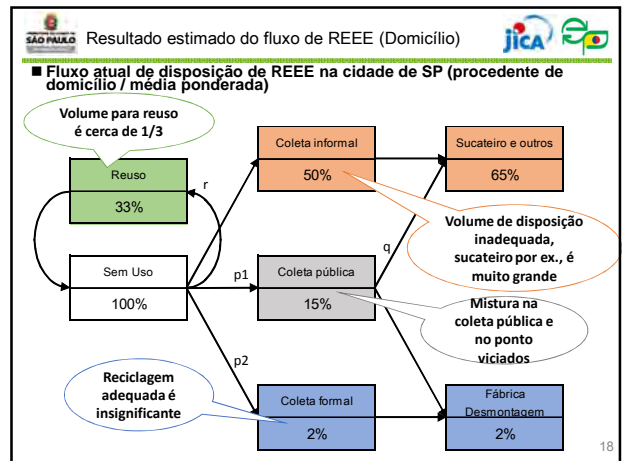 SÃO PAULO
Resultado estimado do fluxo de REEE (Domicílio)
jICA
■ Fluxo atual de disposição de REEE na cidade de SP (procedente de
domicílio / média ponderada)
Volume para reuso
é cerca de 1/3
Coleta informal
50%
Sucateiro e outros
65%
Reuso
33%
r
Volume de disposição
inadequada,
sucateiro por ex., é
muito grande
q
Sem Uso
100%
p1
Coleta pública
15%
Mistura na
coleta pública e
no ponto
viciados
p2
Reciclagem
adequada é
insignificante
Coleta formal
2%
Fábrica
Desmontagem
2%
18